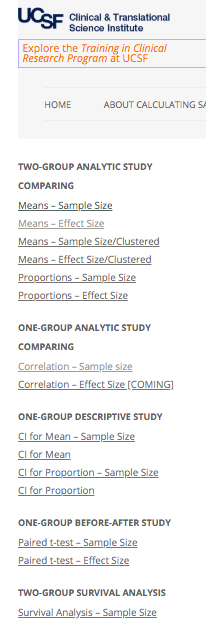 UCSF Clinical & Translational
Science Institute
Explore the Training in Clinical
Research Program at UCSF
HOME ABOUT CALCULATING SA
TWO-GROUP ANALYTIC STUDY
COMPARING
Means – Sample Size
Means – Effect Size
Means – Sample Size/Clustered
Means – Effect Size/Clustered
Proportions – Sample Size
Proportions – Effect Size
ONE-GROUP ANALYTIC STUDY
COMPARING
Correlation – Sample size
Correlation – Effect Size [COMING]
ONE-GROUP DESCRIPTIVE STUDY
CI for Mean – Sample Size
CI for Mean
CI for Proportion – Sample Size
CI for Proportion
ONE-GROUP BEFORE-AFTER STUDY
Paired t-test – Sample Size
Paired t-test – Effect Size
TWO-GROUP SURVIVAL ANALYSIS
Survival Analysis – Sample Size